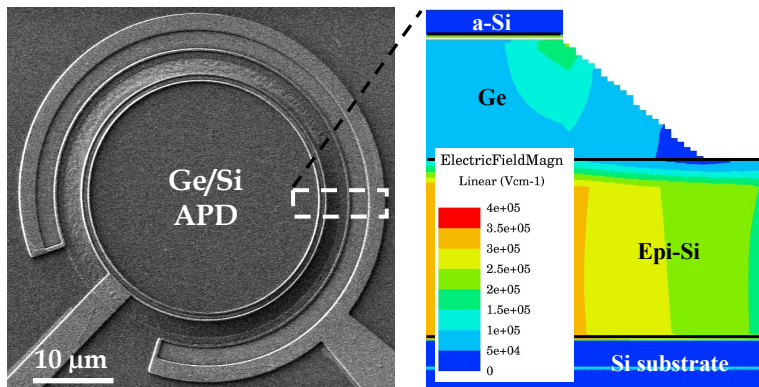 Ge/Si
APD
10 μm
a-Si
Ge
ElectricFieldMagn
Linear (Vcm-1)
4e+05
3.5e+05
3e+05
2.5e+05
2e+05
1.5e+05
1e+05
5e+04
0
Epi-Si
Si substrate